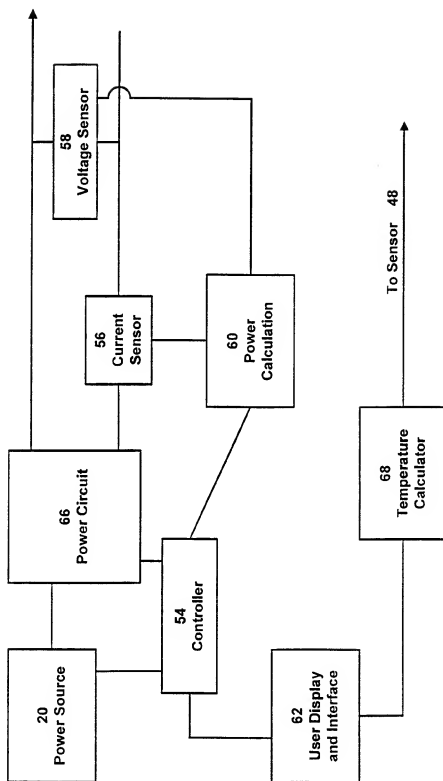 20
Power Source
66
Power Circuit
58
Voltage Sensor
56
Current
Sensor
54
Controller
60
Power
Calculation
62
User Display
and Interface
68
Temperature
Calculator
To Sensor 48